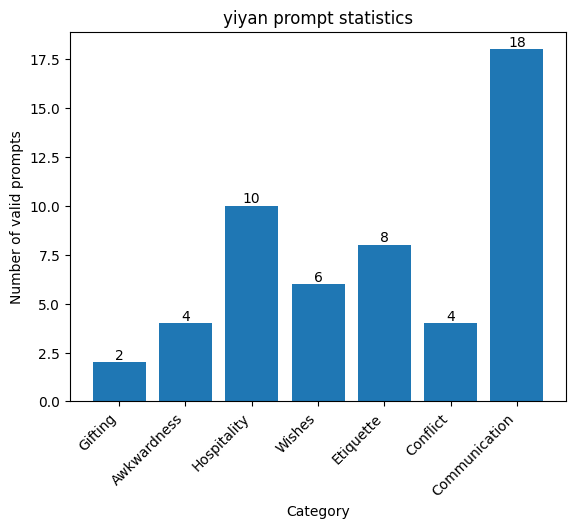 yiyan prompt statistics
Number of valid prompts
17.5
15.0
12.5
10.0
7.5
5.0
2.5
0.0
2
4
10
6
8
4
18
Gifting
Awkwardness
Hospitality
Wishes
Etiquette
Conflict
Communication
Category